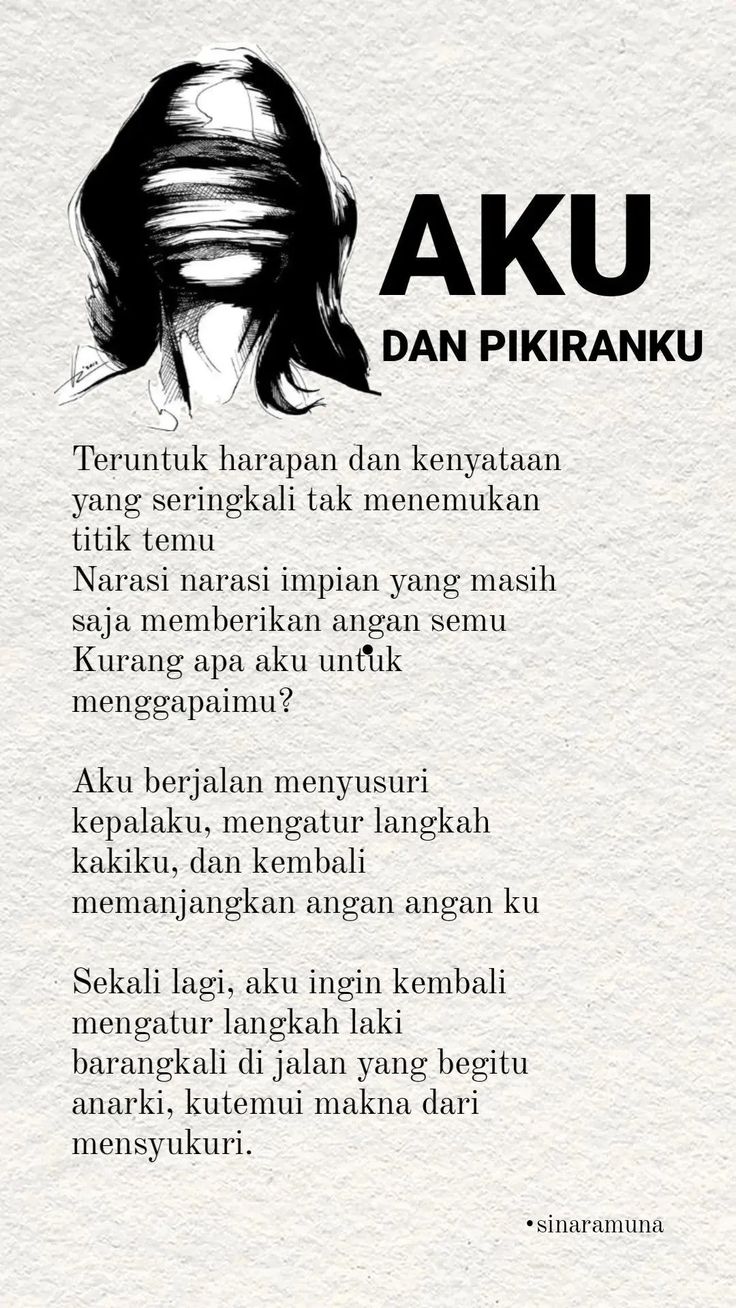 AKU
DAN PIKIRANKU
Teruntuk harapan dan kenyataan
yang seringkali tak menemukan
titik temu
Narasi narasi impian yang masih
saja memberikan angan semu
Kurang apa aku untuk
menggapaimu?
Aku berjalan menyusuri
kepalaku, mengatur langkah
kakiku, dan kembali
memanjangkan angan angan ku
Sekali lagi, aku ingin kembali
mengatur langkah laki
barangkali di jalan yang begitu
anarki, kutemui makna dari
mensyukuri.
•sinaramuna